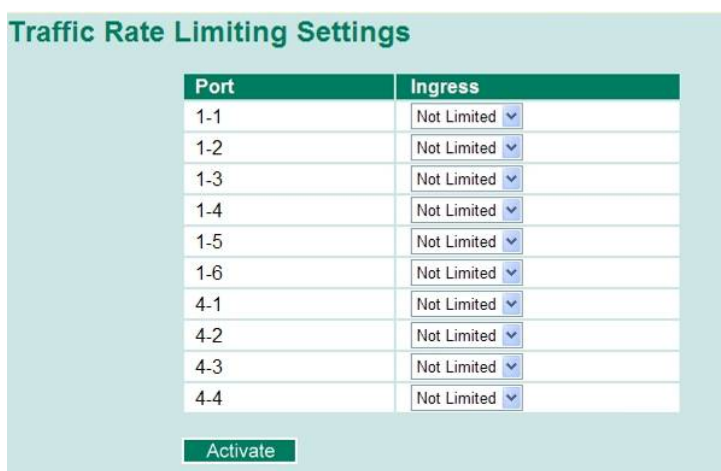 Traffic Rate Limiting Settings
Port Ingress
1-1 Not Limited
1-2 Not Limited
1-3 Not Limited
1-4 Not Limited
1-5 Not Limited
1-6 Not Limited
4-1 Not Limited
4-2 Not Limited
4-3 Not Limited
4-4 Not Limited
Activate